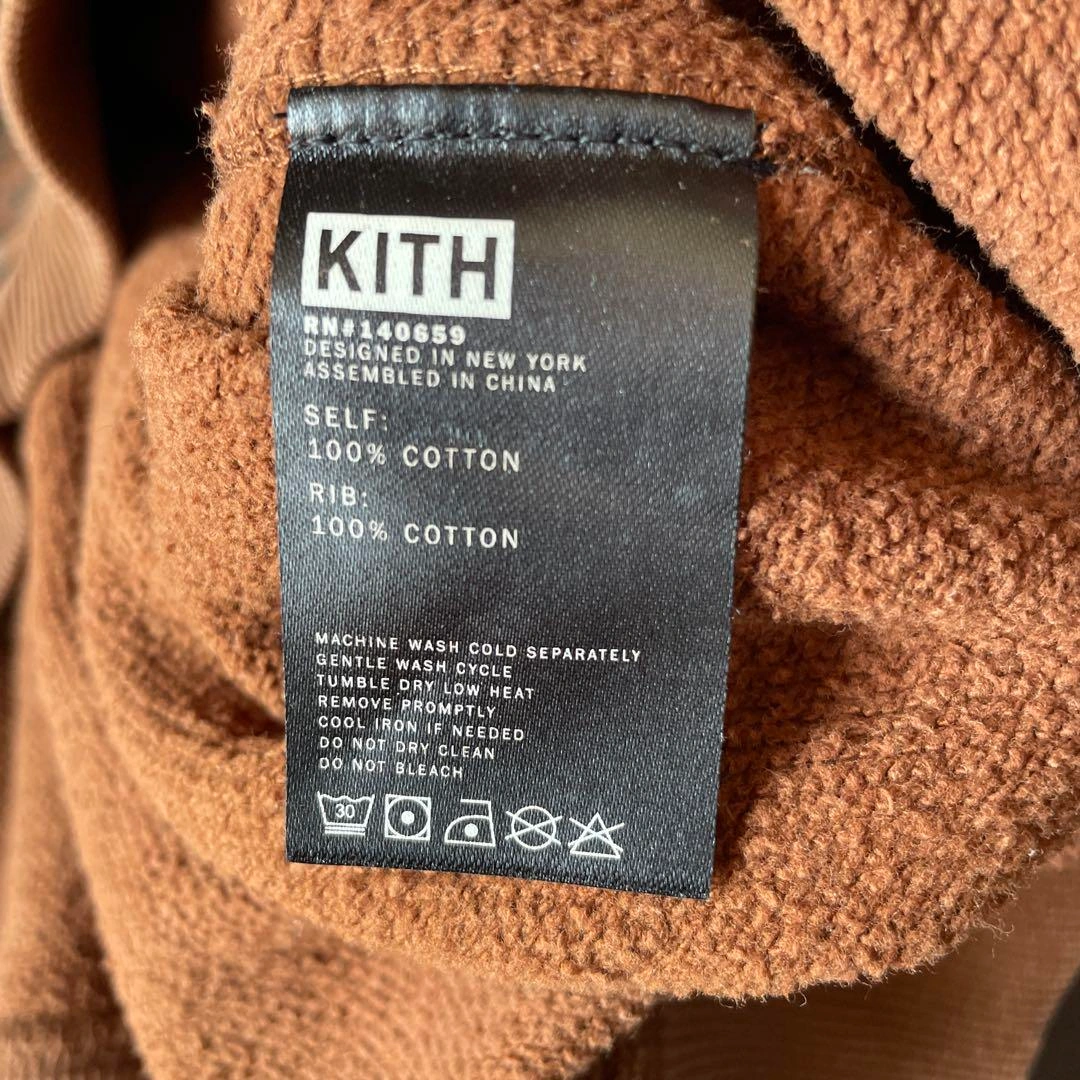 KITH
RN#140659
DESIGNED IN NEW YORK
ASSEMBLED IN CHINA
SELF:
100% COTTON
RIB:
100% COTTON
MACHINE WASH COLD SEPARATELY
GENTLE WASH CYCLE
TUMBLE DRY LOW HEAT
REMOVE PROMPTLY
COOL IRON IF NEEDED
DO NOT DRY CLEAN
DO NOT BLEACH
30